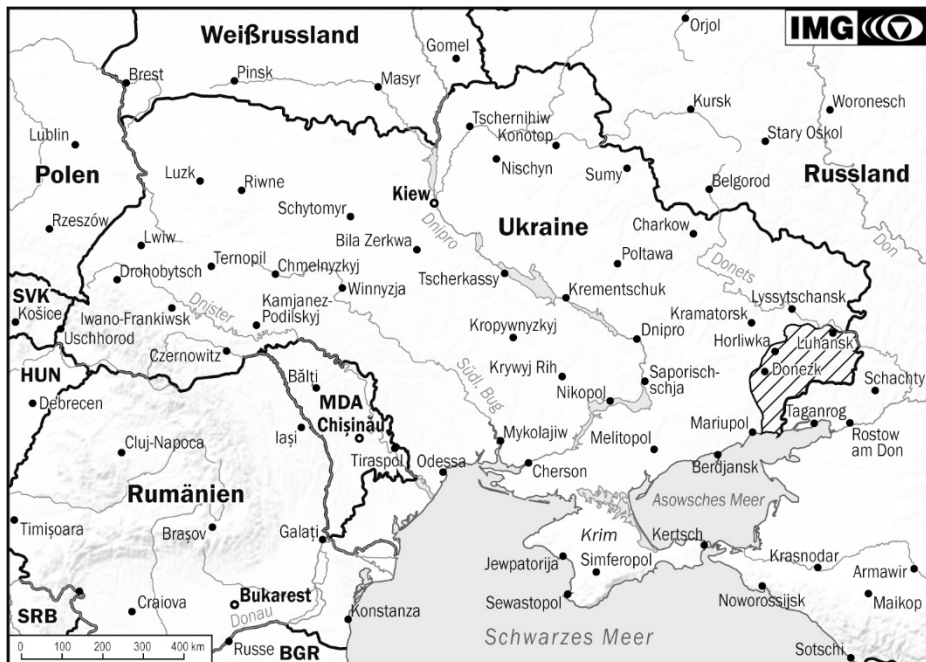 IMG
Orjol
Weißrussland
Gomel
Brest
Pinsk
Masyr
Kursk
Woronesch
Tschernihiw
Konotop
Stary Oskol
Lublin
Nischyn
Sumy
Polen
Luzk
Riwne
Kiew
Belgorod
Russland
Schytomyr
Ukraine
Rzeszów
Dnipro
Charkow
Don
Lwiw
Bila Zerkwa
Poltawa
Ternopil
Chmelnyzkyj
Tscherkassy
Donets
Drohobytsch
Winnyzja
SVK
Košice
Dnjister
Krementschuk
Lyssytschansk
Iwano-Frankiwsk
Kamjanez-
Podilskyj
Kramatorsk
Uschhorod
Kropywnyzkyj
Dnipro
Horliwka
Luhansk
Czernowitz
HUN
Bălți
Krywyj Rih
Saporisch-
schja
Donezk
Schachty
Debrecen
MDA
Südl. Bug
Nikopol
Chișinău
Taganrog
Iași
Mykolajiw
Mariupol
Cluj-Napoca
Melitopol
Rostow
am Don
Tiraspol
Odessa
Cherson
Berdjansk
Rumänien
Asowsches Meer
Timișoara
Brașov
Galați
Krim
Kertsch
Jewpatorija
Simferopol
Krasnodar
Armawir
Bukarest
Sewastopol
Noworossijsk
Maikop
SRB
Craiova
Donau
Konstanza
Schwarzes Meer
Russe
BGR
Sotschi
0 100 200 300 400 km